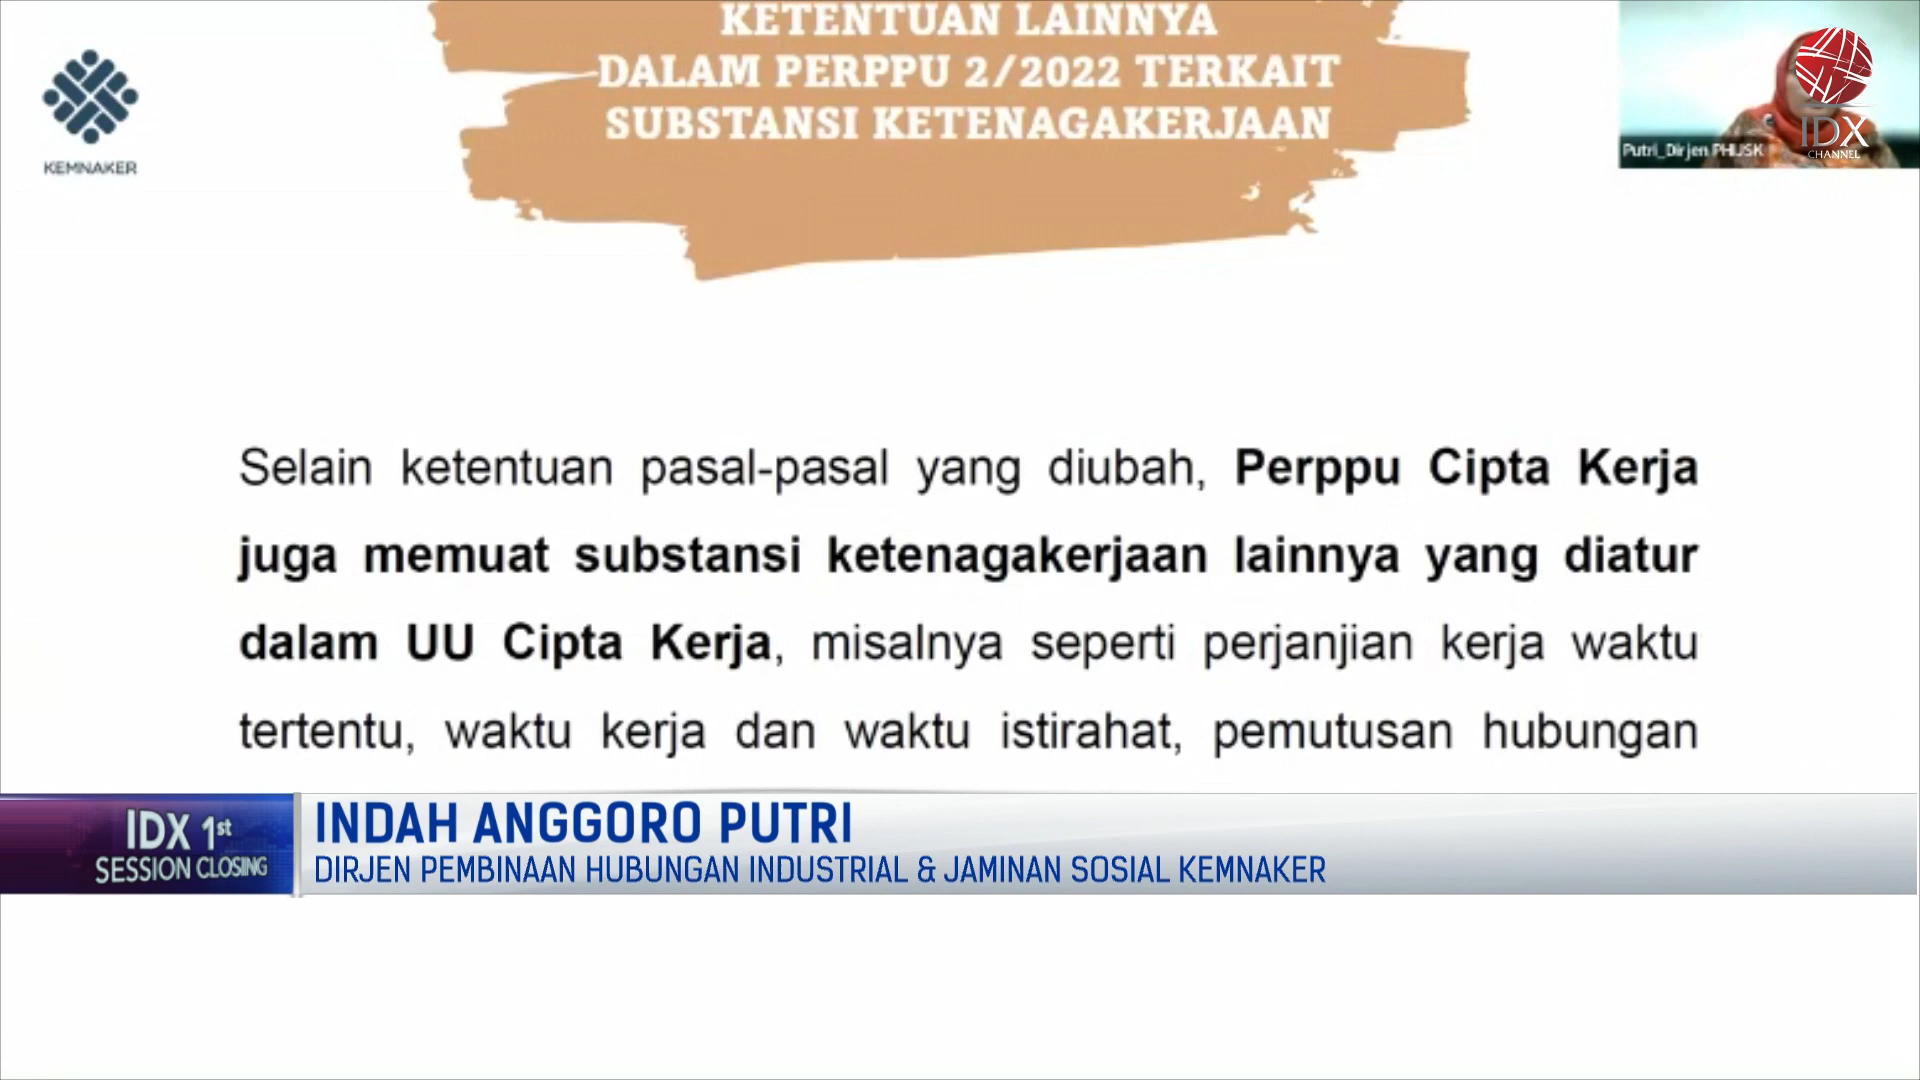 KETENTUAN LAINNYA
DALAM PERPPU 2/2022 TERKAIT
SUBSTANSI KETENAGAKERJAAN
KEMNAKER
Putri_Dirjen PHIJSK
IDX
CHANNEL
Selain ketentuan pasal-pasal yang diubah, Perppu Cipta Kerja
juga memuat substansi ketenagakerjaan lainnya yang diatur
dalam UU Cipta Kerja, misalnya seperti perjanjian kerja waktu
tertentu, waktu kerja dan waktu istirahat, pemutusan hubungan
IDX 1st
SESSION CLOSING
INDAH ANGGORO PUTRI
DIRJEN PEMBINAAN HUBUNGAN INDUSTRIAL & JAMINAN SOSIAL KEMNAKER